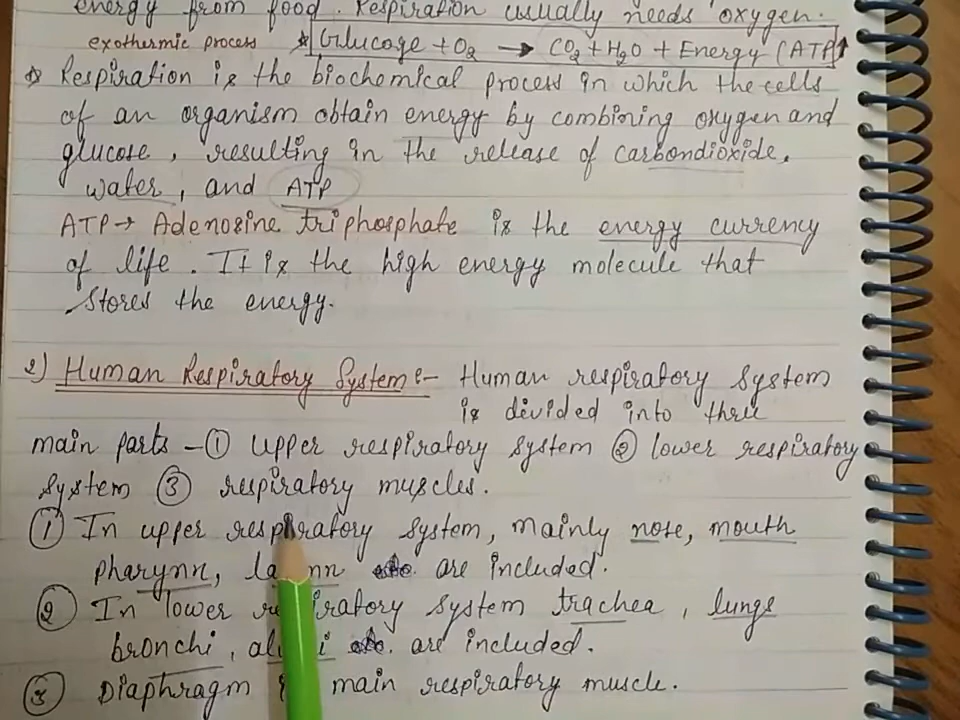 energy from food. Respiration usually needs oxygen.
exothermic process Glucose + O2 → CO2 + H2O + Energy (ATP)
Respiration is the biochemical process in which the cells
of an organism obtain energy by combining oxygen and
glucose, resulting in the release of carbondioxide,
water, and ATP
ATP → Adenosine triphosphate is the energy currency
of life. It is the high energy molecule that
stores the energy.
2) Human Respiratory System :- Human respiratory system
is divided into three
main parts - ① Upper respiratory system ② lower respiratory
system ③ respiratory muscles.
① In upper respiratory system, mainly nose, mouth
pharynx, are included.
② In lower respiratory system trachea, lungs
bronchi, are included.
③ Diaphragm main respiratory muscle.